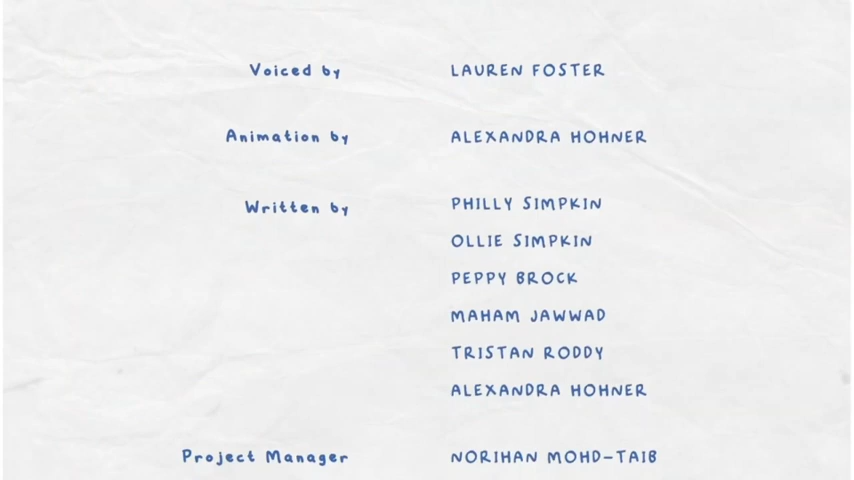 Voiced by LAUREN FOSTER
Animation by ALEXANDRA HOHNER
Written by PHILLY SIMPKIN
OLLIE SIMPKIN
PEPPY BROCK
MAHAM JAWWAD
TRISTAN RODDY
ALEXANDRA HOHNER
Project Manager NORIHAN MOHD-TAIB